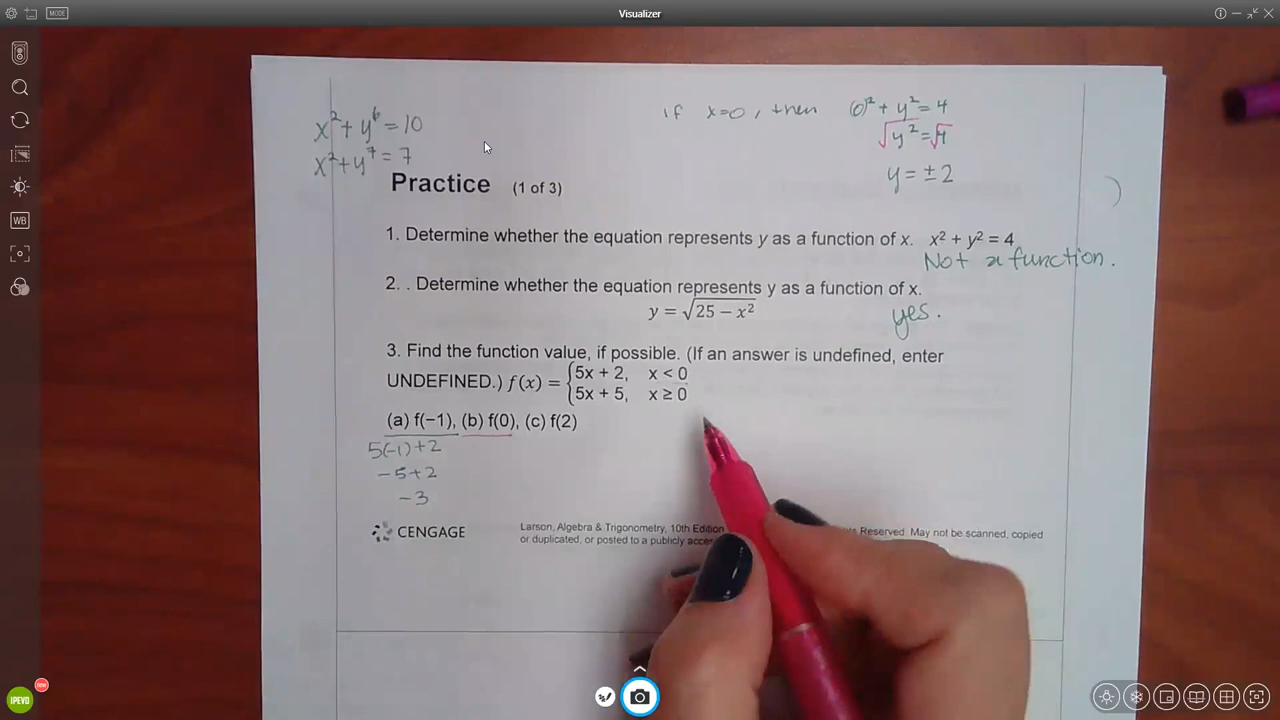 MODE
Visualizer
WB
x² + y⁶ = 10
x² + y⁷ = 7
if x=0, then (0)² + y² = 4
√y² = √4
y = ± 2
Practice (1 of 3)
1. Determine whether the equation represents y as a function of x. x² + y² = 4
Not a function.
2. . Determine whether the equation represents y as a function of x.
y = √25 − x²
yes.
3. Find the function value, if possible. (If an answer is undefined, enter
UNDEFINED.) f(x) = {5x + 2, x < 0
5x + 5, x ≥ 0
(a) f(−1), (b) f(0), (c) f(2)
5(-1)+2
-5+2
-3
CENGAGE
Larson, Algebra & Trigonometry, 10th Edition Reserved. May not be scanned, copied
or duplicated, or posted to a publicly
IPEVO
new